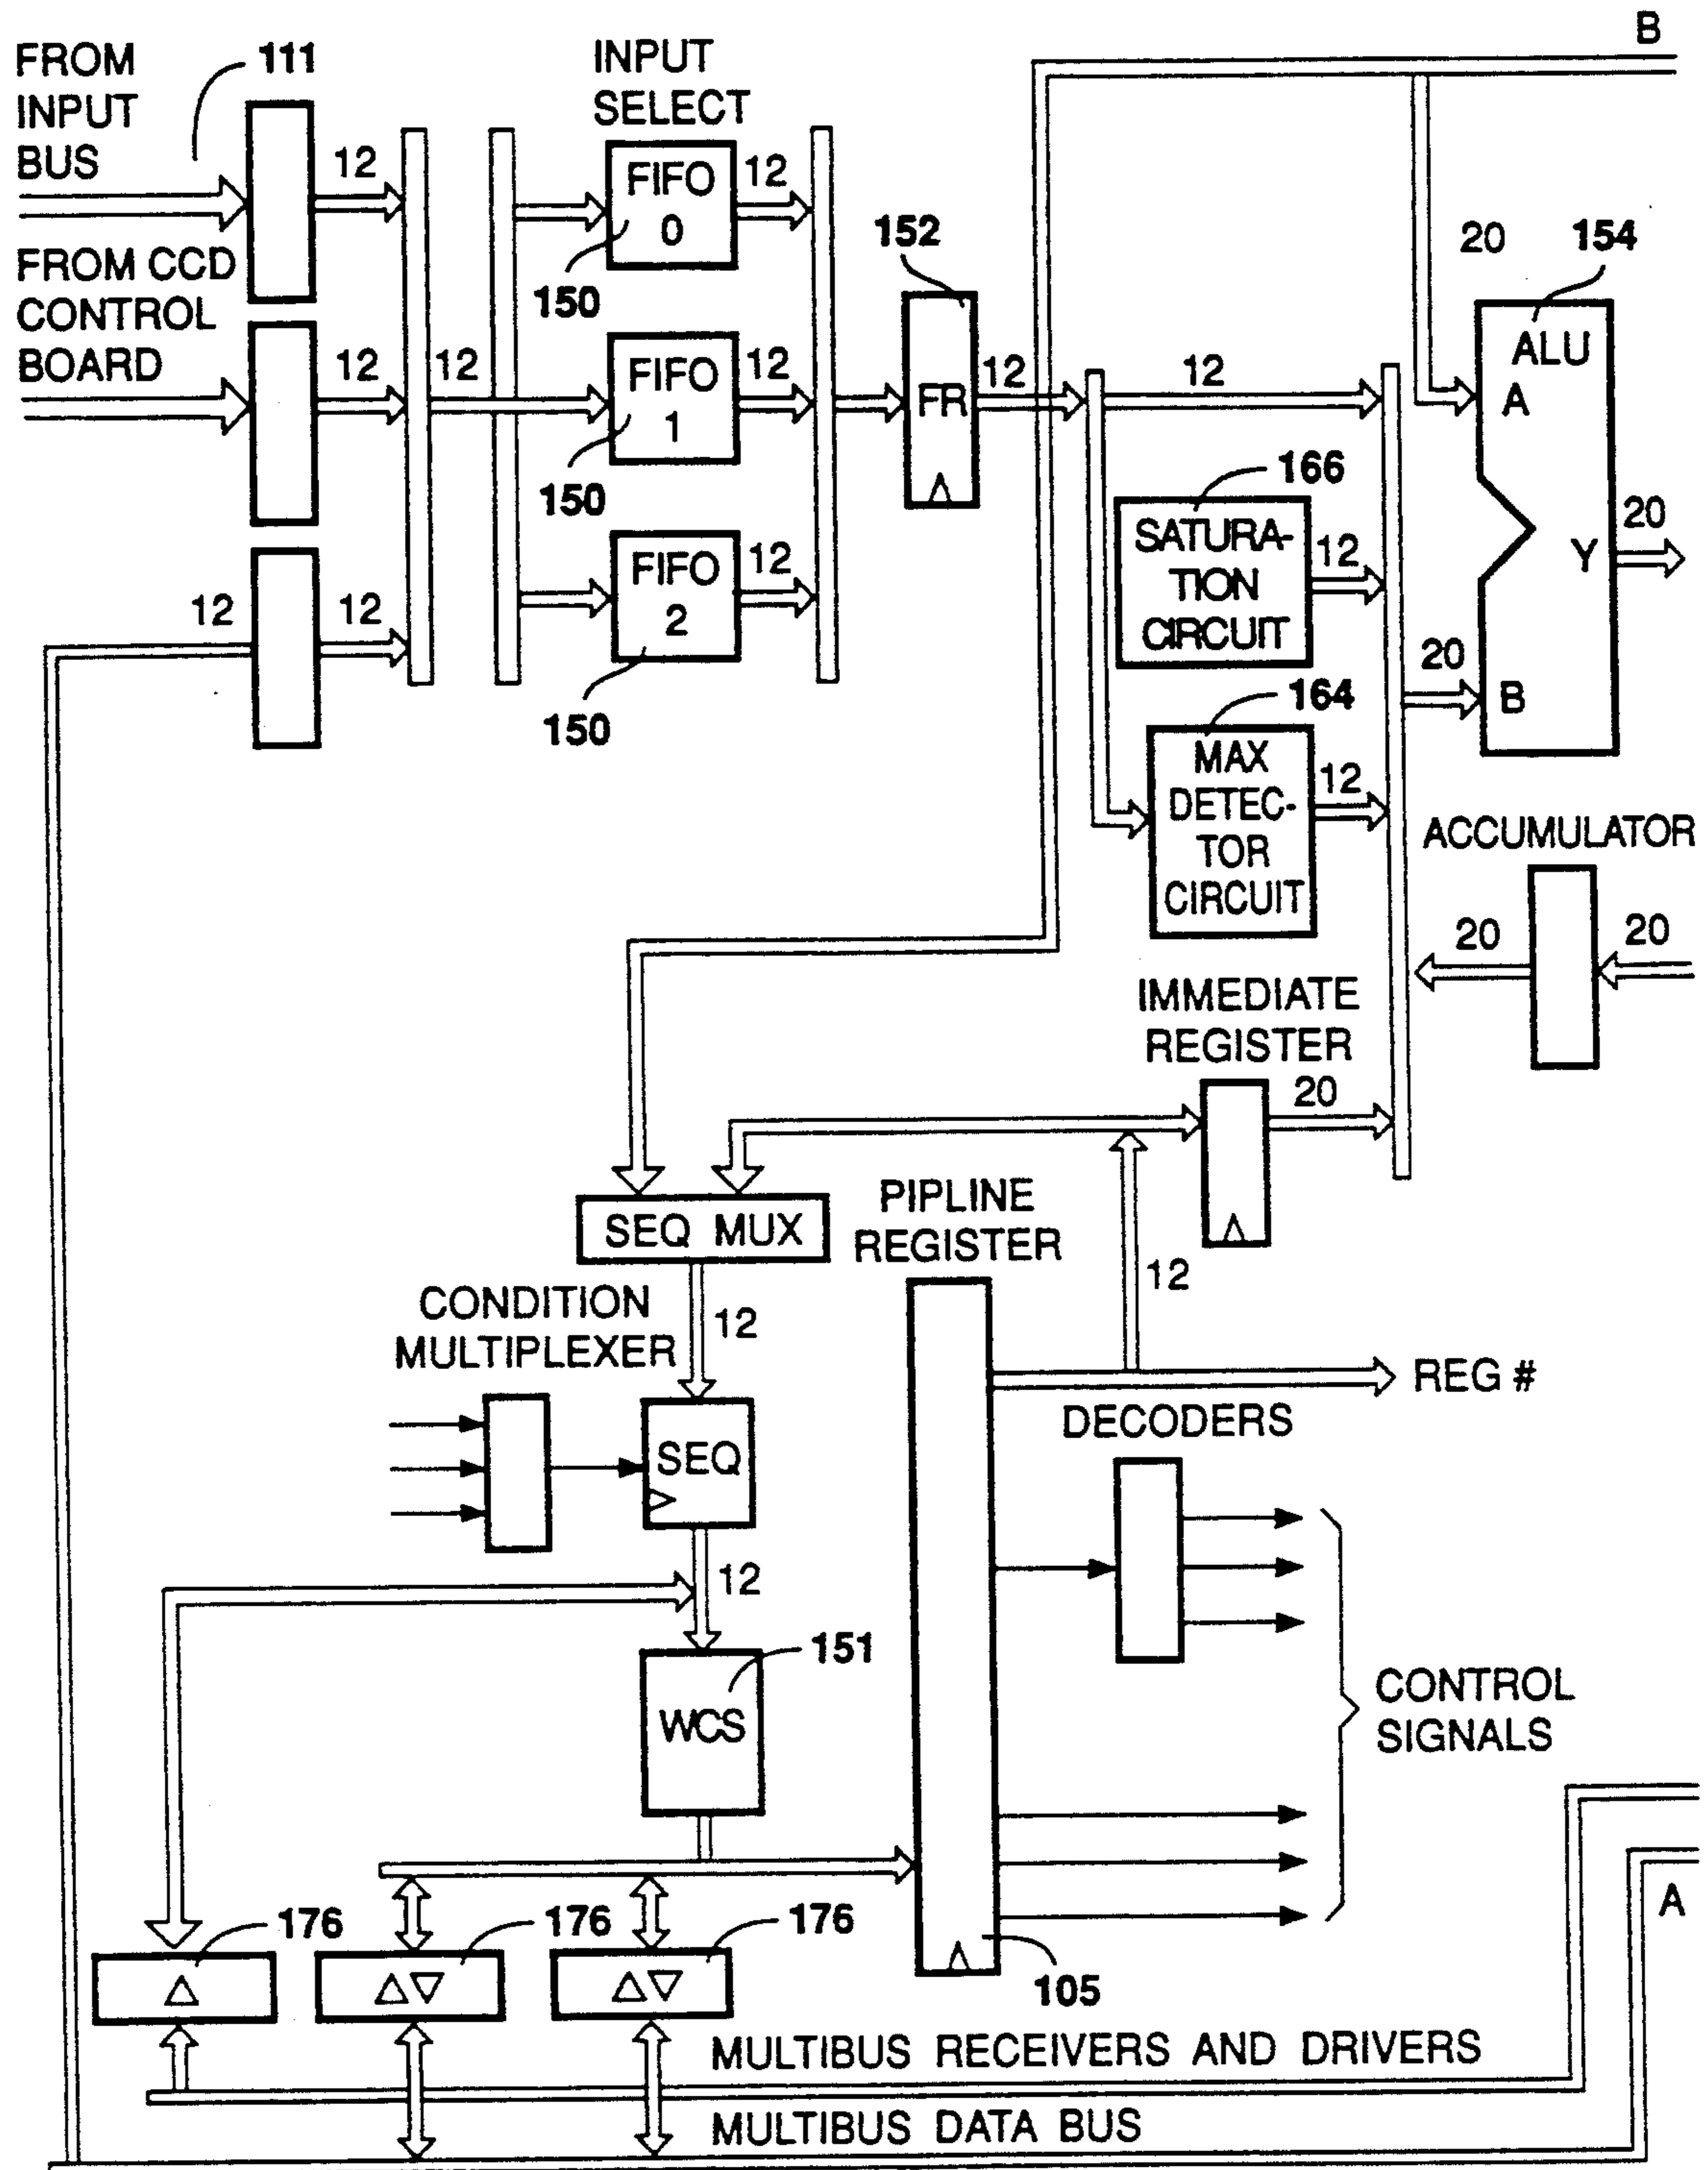 B
FROM
INPUT
BUS
111
12
INPUT
SELECT
FIFO
0
12
150
FROM CCD
CONTROL
BOARD
12
12
FIFO
1
12
150
12
12
FIFO
2
12
150
152
FR
12
12
166
SATURA-
TION
CIRCUIT
12
164
MAX
DETEC-
TOR
CIRCUIT
12
20
154
ALU
A
Y
20
20
B
ACCUMULATOR
20
20
IMMEDIATE
REGISTER
20
SEQ MUX
PIPLINE
REGISTER
12
CONDITION
MULTIPLEXER
12
SEQ
REG #
DECODERS
12
151
WCS
CONTROL
SIGNALS
A
176
176
176
105
MULTIBUS RECEIVERS AND DRIVERS
MULTIBUS DATA BUS